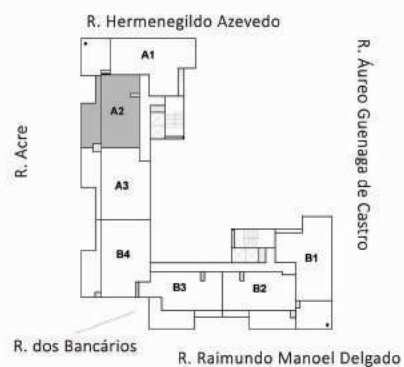 R. Hermenegildo Azevedo
A1
R. Áureo Guenaga de Castro
A2
R. Acre
A3
B4
B1
B3
B2
R. dos Bancários
R. Raimundo Manoel Delgado